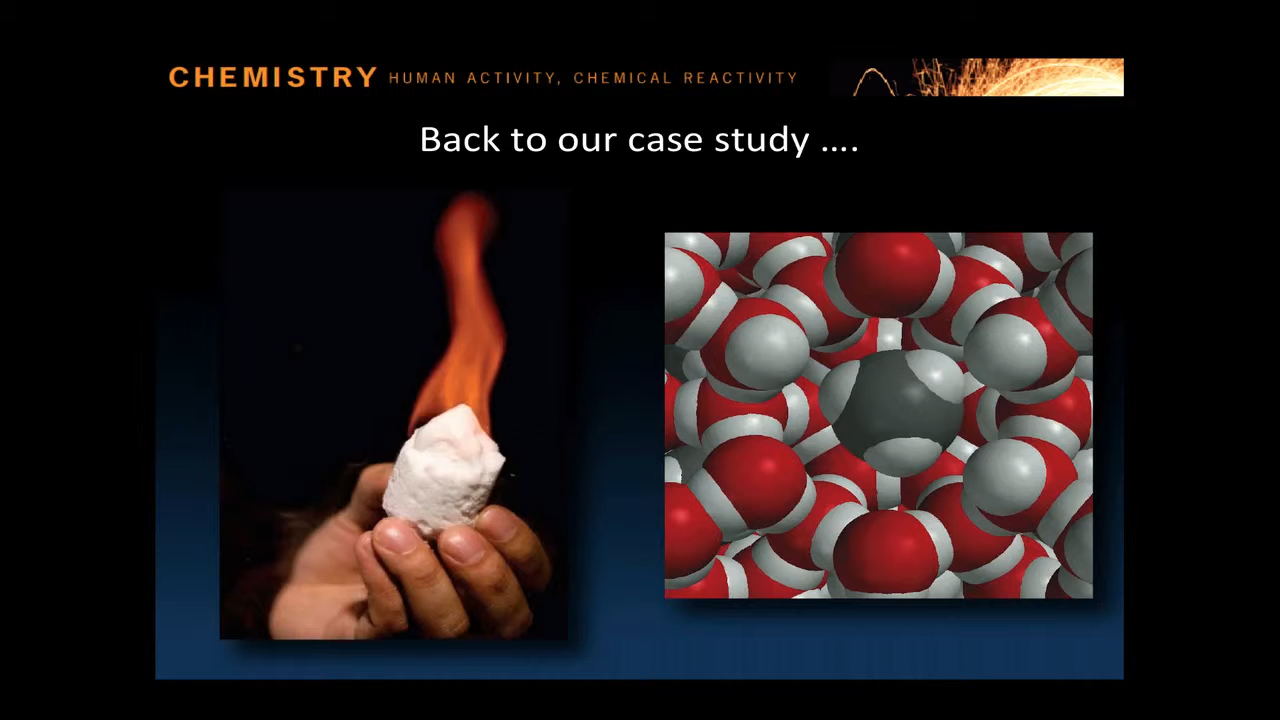 CHEMISTRY HUMAN ACTIVITY, CHEMICAL REACTIVITY
Back to our case study ....